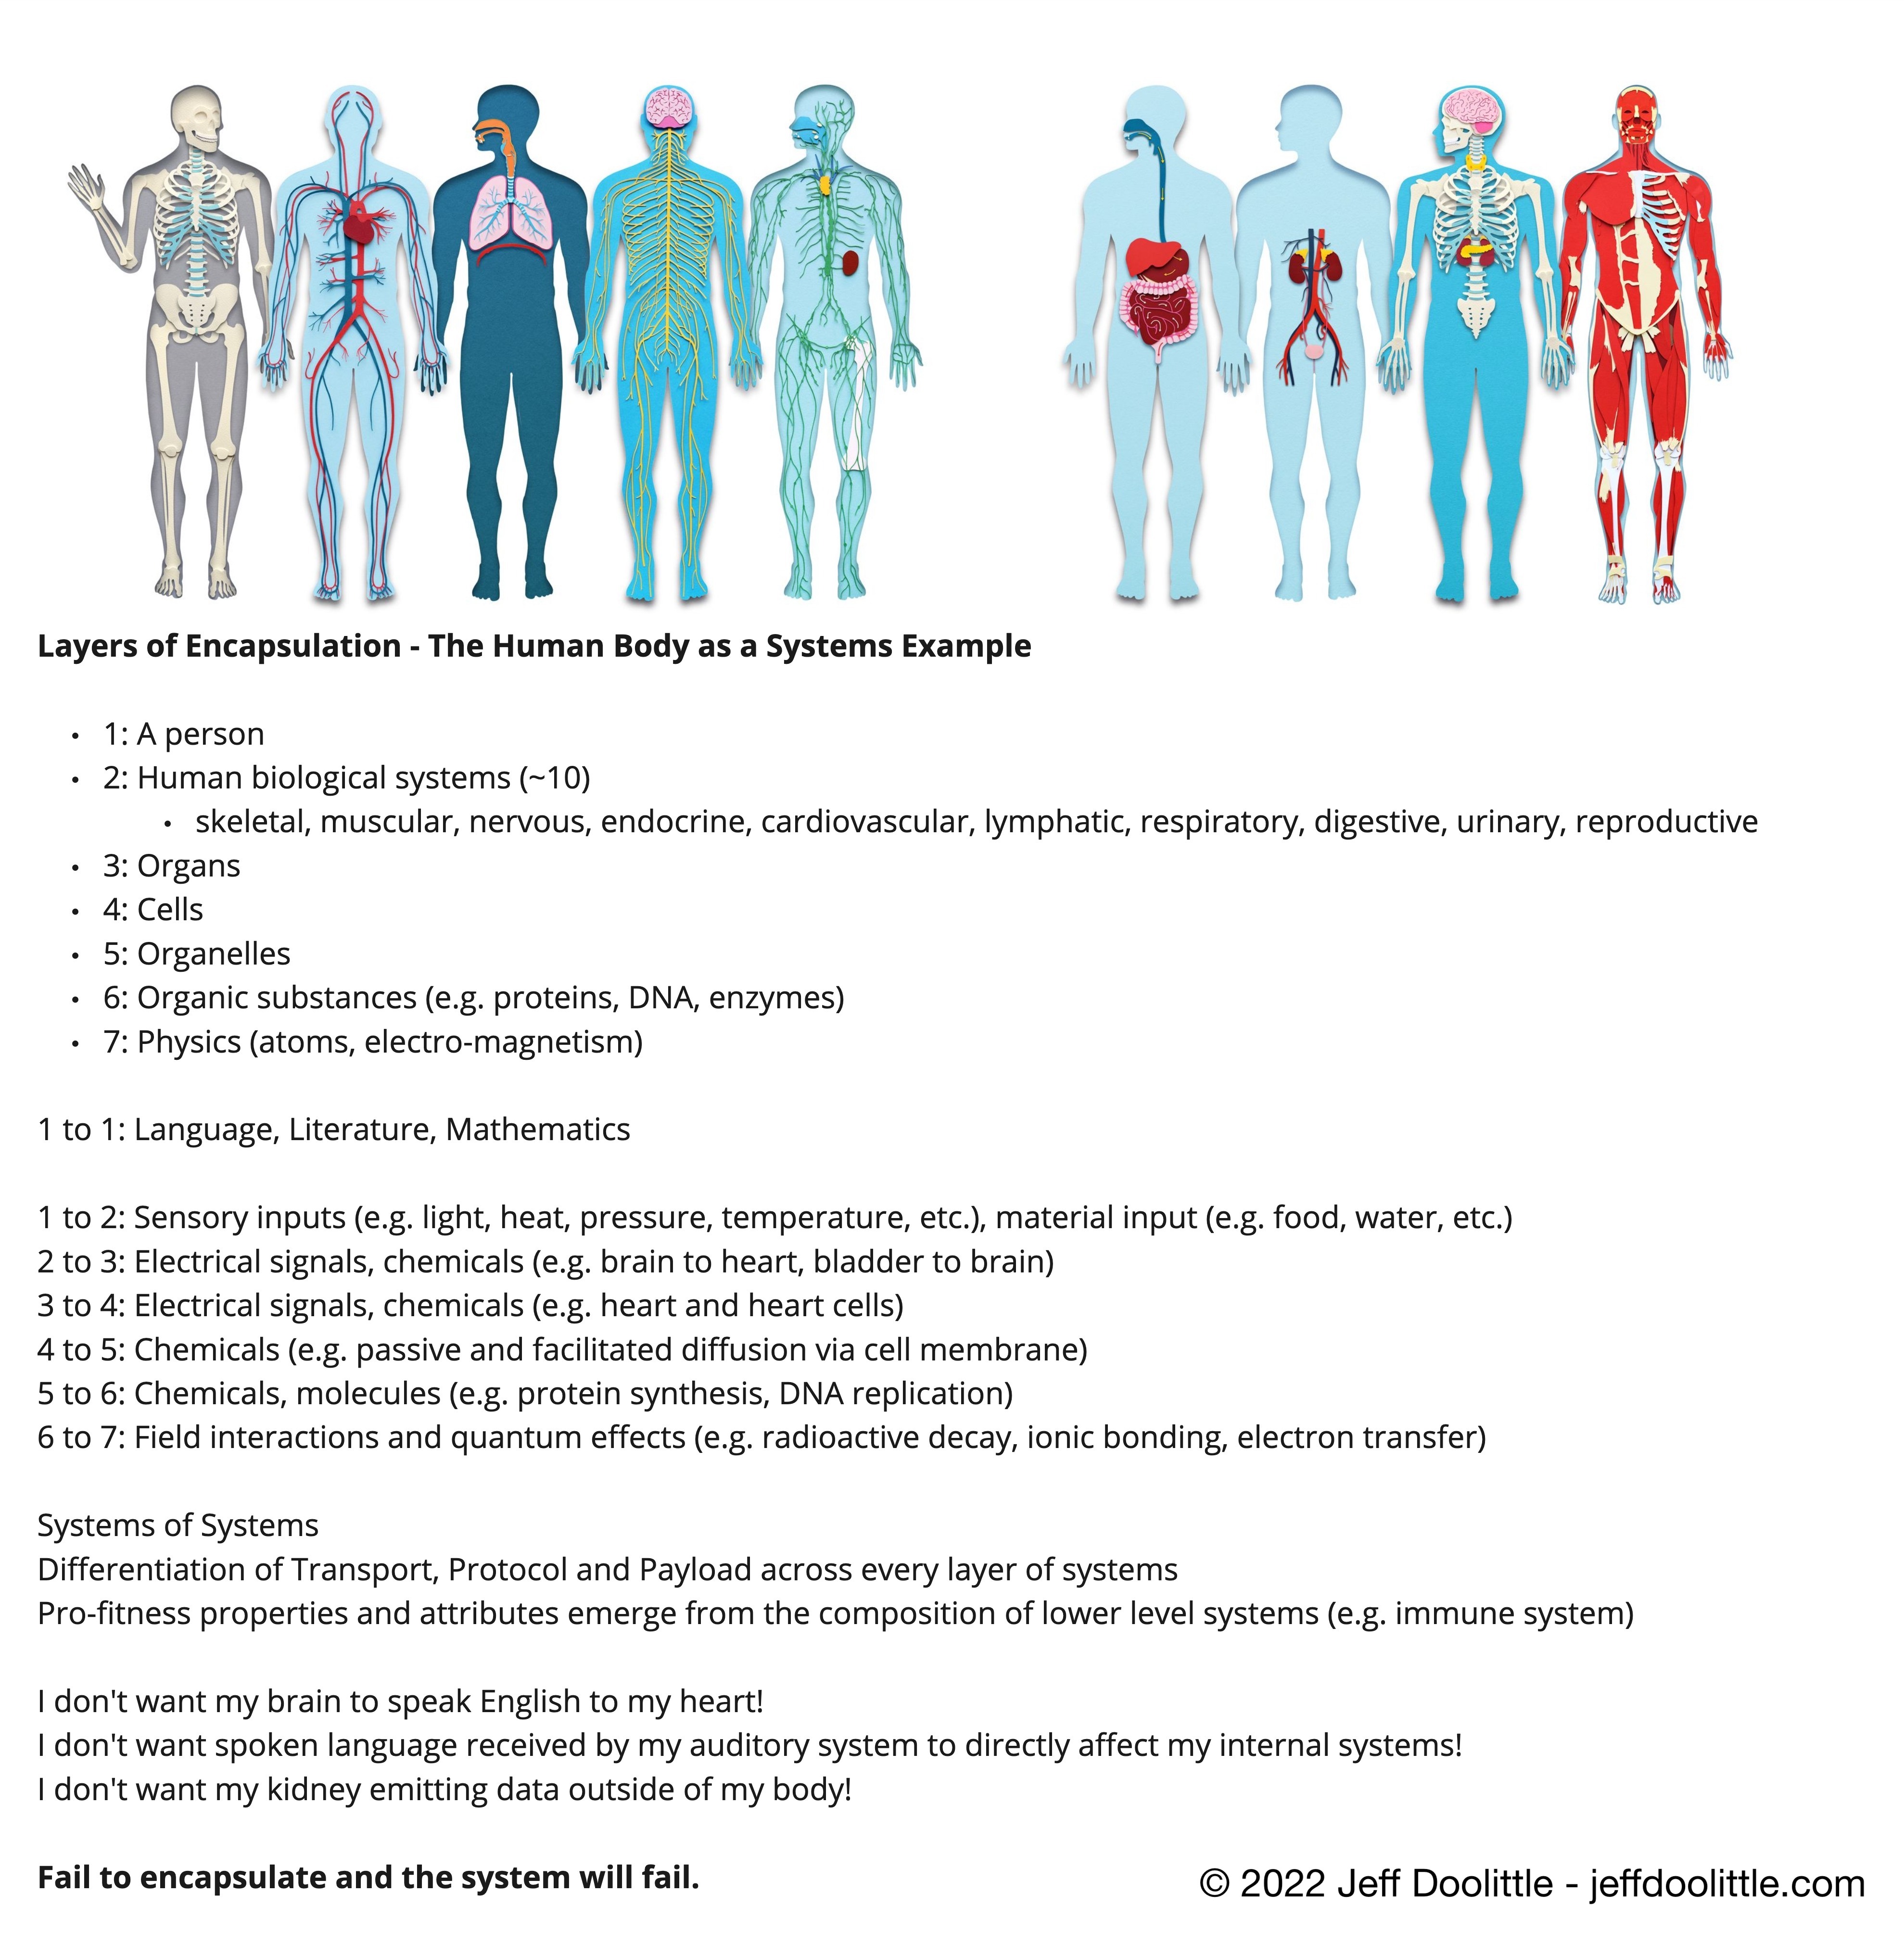 Layers of Encapsulation - The Human Body as a Systems Example
• 1: A person
• 2: Human biological systems (~10)
• skeletal, muscular, nervous, endocrine, cardiovascular, lymphatic, respiratory, digestive, urinary, reproductive
• 3: Organs
• 4: Cells
• 5: Organelles
• 6: Organic substances (e.g. proteins, DNA, enzymes)
• 7: Physics (atoms, electro-magnetism)
1 to 1: Language, Literature, Mathematics
1 to 2: Sensory inputs (e.g. light, heat, pressure, temperature, etc.), material input (e.g. food, water, etc.)
2 to 3: Electrical signals, chemicals (e.g. brain to heart, bladder to brain)
3 to 4: Electrical signals, chemicals (e.g. heart and heart cells)
4 to 5: Chemicals (e.g. passive and facilitated diffusion via cell membrane)
5 to 6: Chemicals, molecules (e.g. protein synthesis, DNA replication)
6 to 7: Field interactions and quantum effects (e.g. radioactive decay, ionic bonding, electron transfer)
Systems of Systems
Differentiation of Transport, Protocol and Payload across every layer of systems
Pro-fitness properties and attributes emerge from the composition of lower level systems (e.g. immune system)
I don't want my brain to speak English to my heart!
I don't want spoken language received by my auditory system to directly affect my internal systems!
I don't want my kidney emitting data outside of my body!
Fail to encapsulate and the system will fail.
© 2022 Jeff Doolittle - jeffdoolittle.com